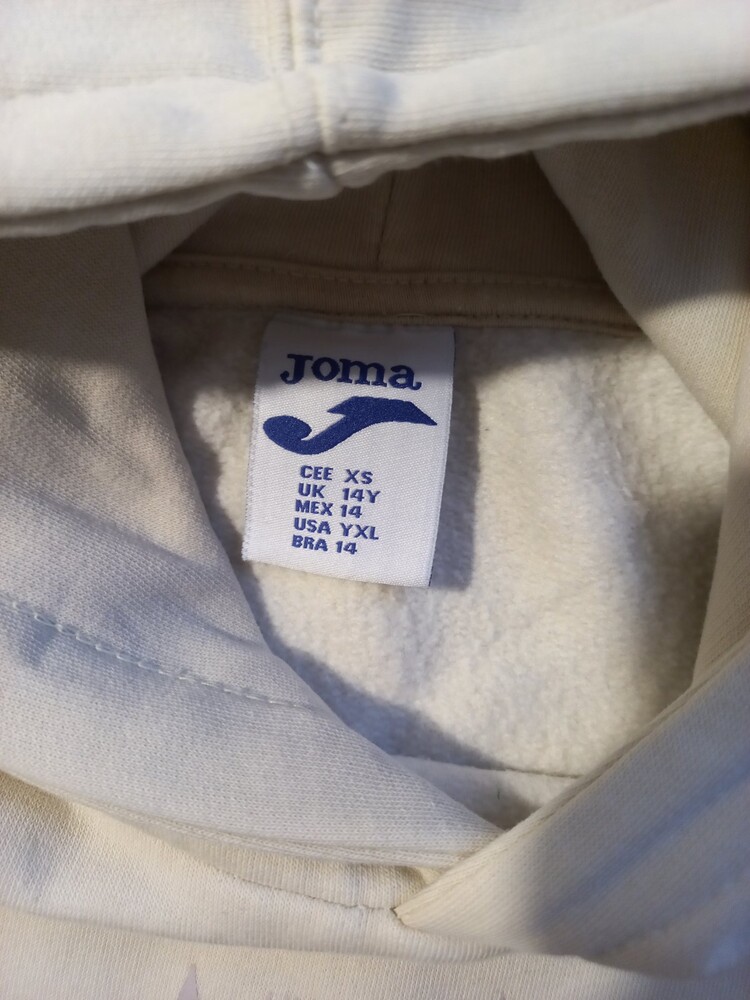 Joma
CEE XS
UK 14Y
MEX 14
USA YXL
BRA 14